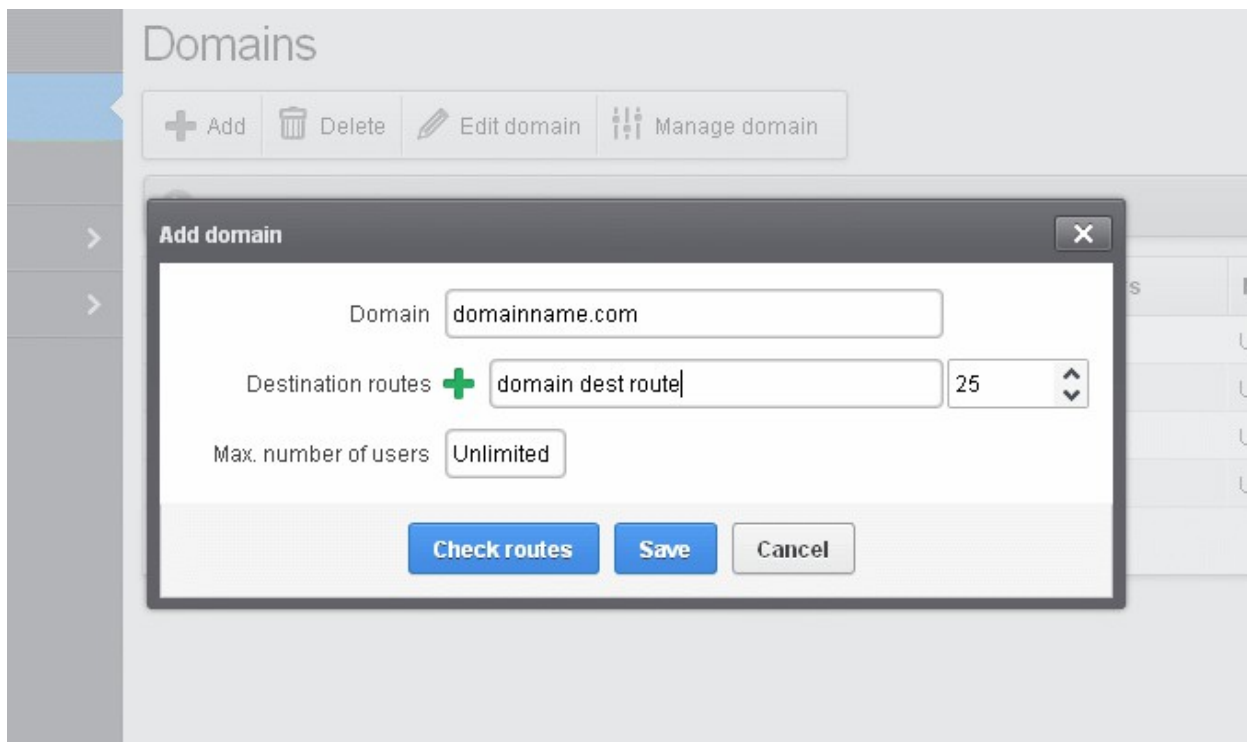 Domains
Add Delete Edit domain Manage domain
Add domain
Domain domainname.com
Destination routes domain dest route 25
Max. number of users Unlimited
Check routes Save Cancel